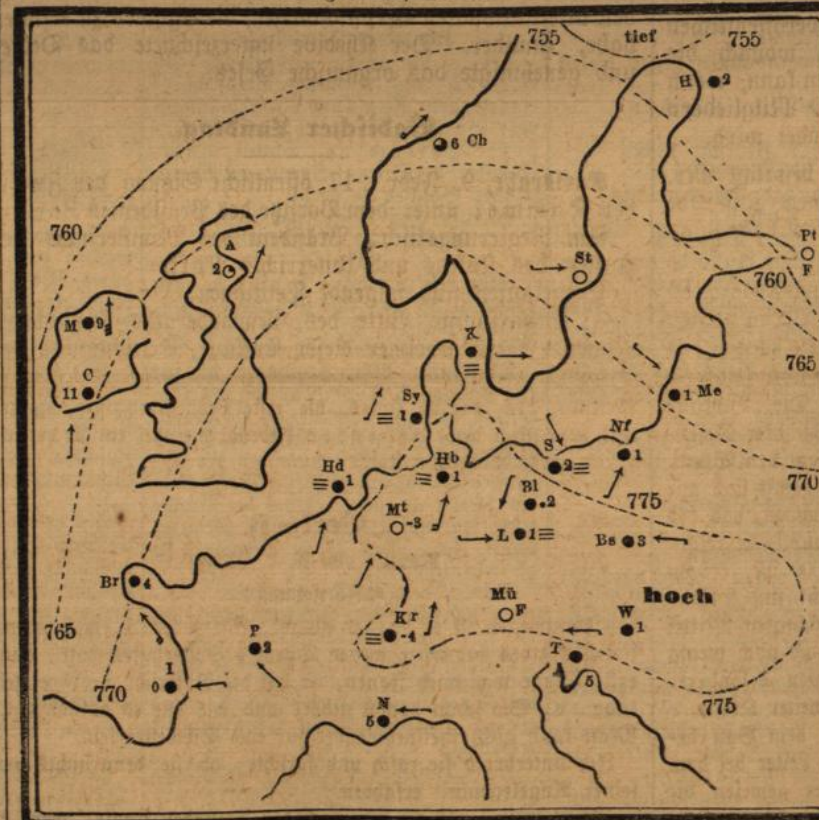 755
tief
755
H 2
6 Ch
760
A
2
Pt
F
St
760
M 9
K
765
C
11
Sy
1
Me
1
Nf
1
S
2
Hd
1
Hb
1
770
Bl
.2
775
Mt
-3
L 1
Bs 3
Br 4
hoch
Mü
F
Kr
-4
W 1
765
P
2
T
5
I
0
770
N
5
775